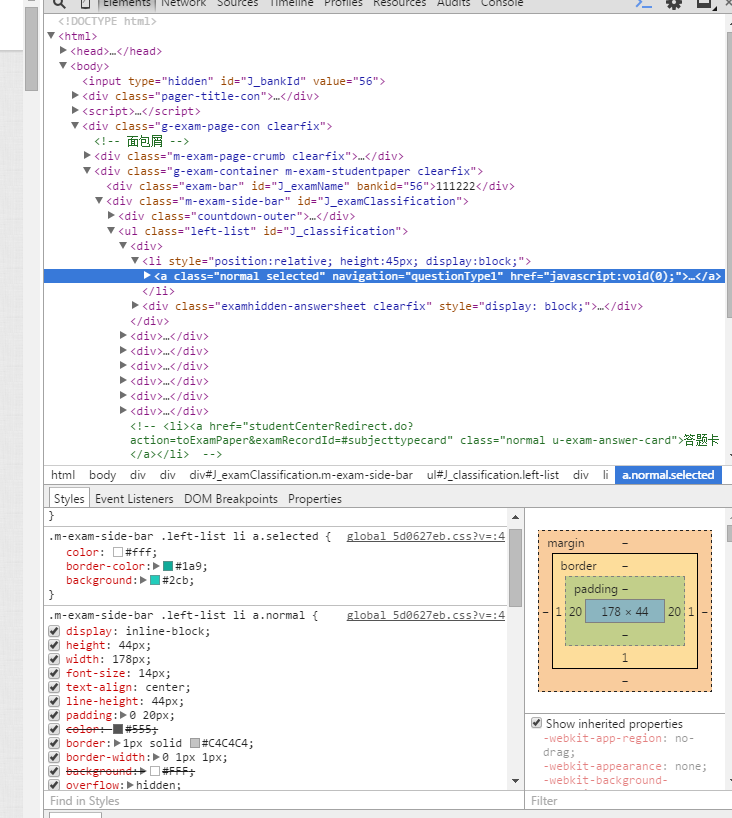 Elements Network Sources Timeline Profiles Resources Audits Console
<!DOCTYPE html>
<html>
<head>…</head>
<body>
<input type="hidden" id="J_bankId" value="56">
<div class="pager-title-con">…</div>
<script>…</script>
<div class="g-exam-page-con clearfix">
<!-- 面包屑 -->
<div class="m-exam-page-crumb clearfix">…</div>
<div class="g-exam-container m-exam-studentpaper clearfix">
<div class="exam-bar" id="J_examName" bankid="56">111222</div>
<div class="m-exam-side-bar" id="J_examClassification">
<div class="countdown-outer">…</div>
<ul class="left-list" id="J_classification">
<div>
<li style="position:relative; height:45px; display:block;">
<a class="normal selected" navigation="questionType1" href="javascript:void(0);">…</a>
</li>
<div class="examhidden-answersheet clearfix" style="display: block;">…</div>
</div>
<div>…</div>
<div>…</div>
<div>…</div>
<div>…</div>
<div>…</div>
<div>…</div>
<!-- <li><a href="studentCenterRedirect.do?
action=toExamPaper&examRecordId=#subjecttypecard" class="normal u-exam-answer-card">答题卡
</a></li> -->
html body div div div#J_examClassification.m-exam-side-bar ul#J_classification.left-list div li a.normal.selected
Styles Event Listeners DOM Breakpoints Properties
}
.m-exam-side-bar .left-list li a.selected { global 5d0627eb.css?v=:4
color: #fff;
border-color: #1a9;
background: #2cb;
}
.m-exam-side-bar .left-list li a.normal { global 5d0627eb.css?v=:4
display: inline-block;
height: 44px;
width: 178px;
font-size: 14px;
text-align: center;
line-height: 44px;
padding: 0 20px;
color: #555;
border: 1px solid #C4C4C4;
border-width: 0 1px 1px;
background: #FFF;
overflow: hidden;
Find in Styles
margin –
border –
padding –
– 1 20 178 × 44 20 1 –
–
1
–
Show inherited properties
-webkit-app-region: no-
drag;
-webkit-appearance: none;
-webkit-background-
Filter